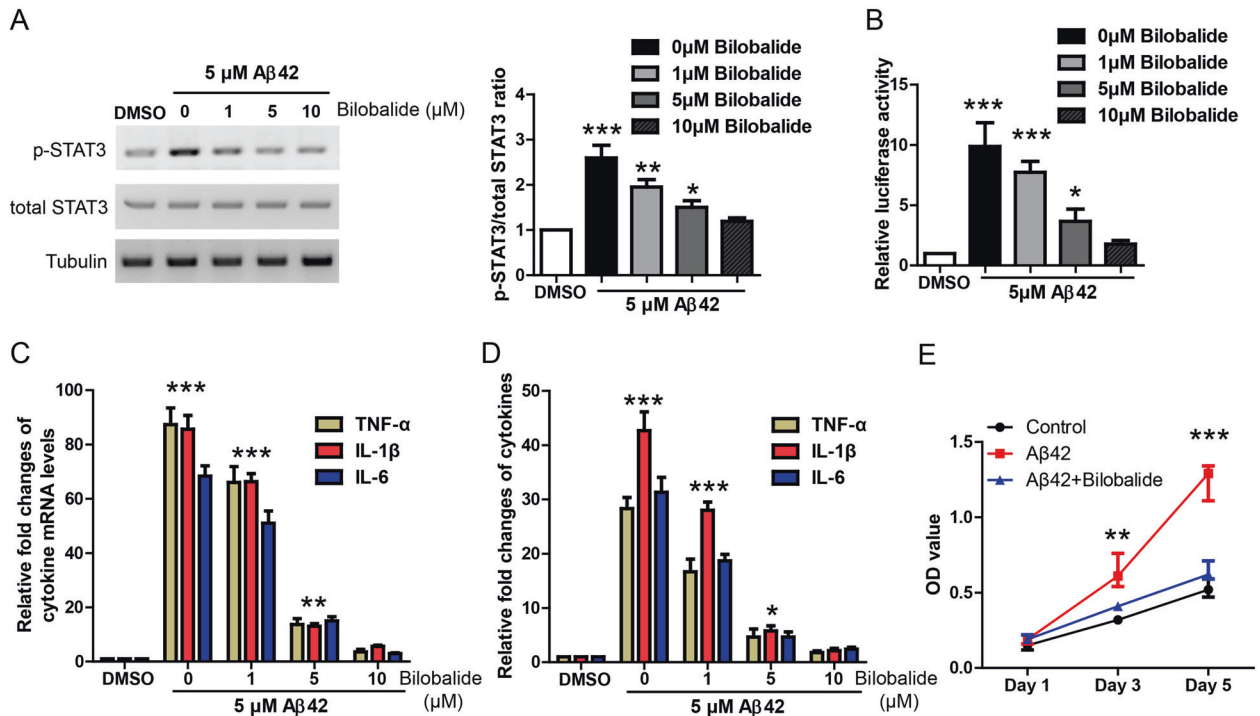 A
5 µM Aβ42
DMSO 0 1 5 10 Bilobalide (µM)
p-STAT3
total STAT3
Tubulin
p-STAT3/total STAT3 ratio
4
3
2
1
0
***
**
*
DMSO
5 µM Aβ42
0µM Bilobalide
1µM Bilobalide
5µM Bilobalide
10µM Bilobalide
B
Relative luciferase activity
15
10
5
0
***
***
*
DMSO
5µM Aβ42
0µM Bilobalide
1µM Bilobalide
5µM Bilobalide
10µM Bilobalide
C
Relative fold changes of
cytokine mRNA levels
100
80
60
40
20
0
***
***
**
TNF-α
IL-1β
IL-6
DMSO 0 1 5 10 Bilobalide
(µM)
5 µM Aβ42
D
Relative fold changes of cytokines
50
40
30
20
10
0
***
***
*
TNF-α
IL-1β
IL-6
DMSO 0 1 5 10 Bilobalide
(µM)
5 µM Aβ42
E
Control
Aβ42
Aβ42+Bilobalide
OD value
1.5
1.0
0.5
0.0
**
***
Day 1 Day 3 Day 5